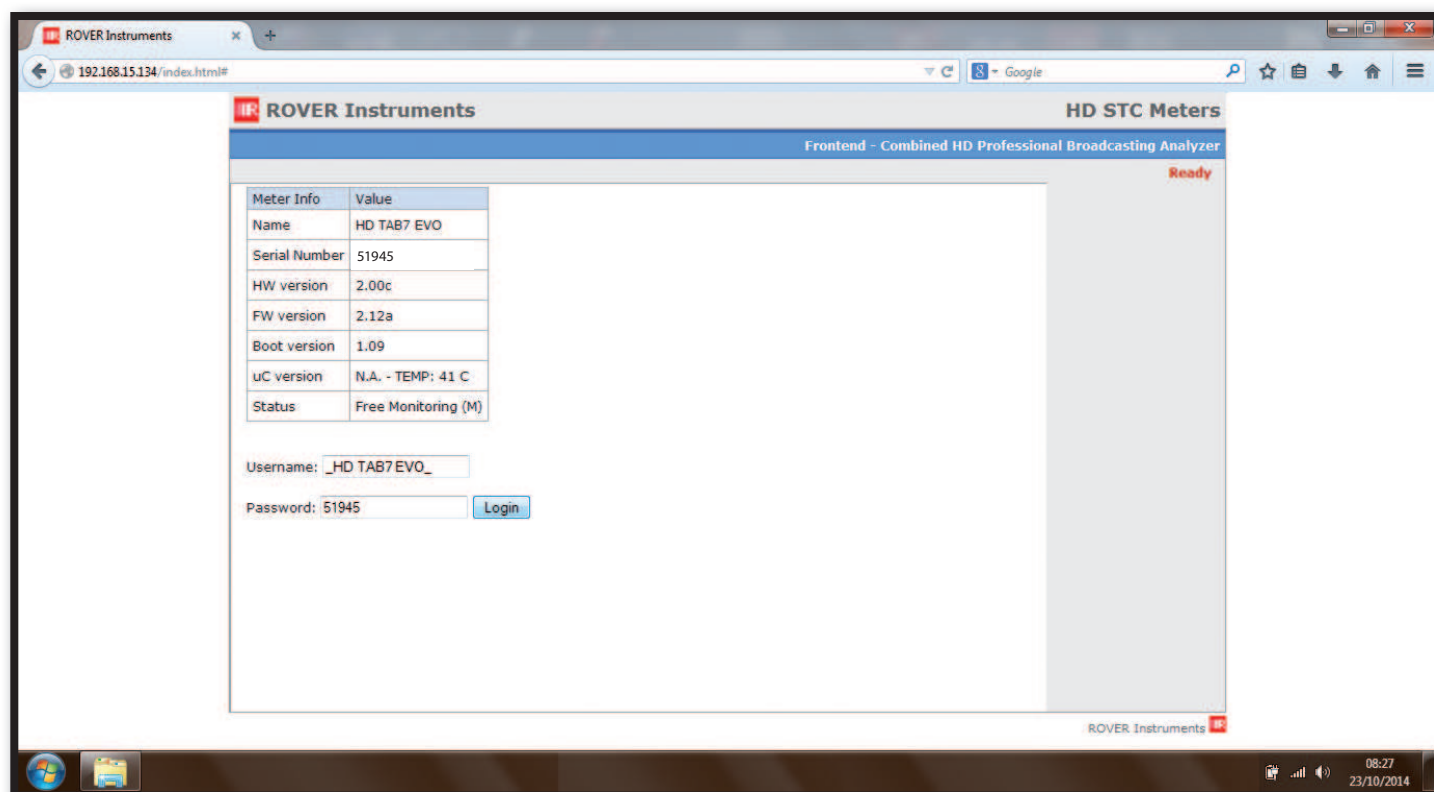 ROVER Instruments
192.168.15.134/index.html#
Google
ROVER Instruments HD STC Meters
Frontend - Combined HD Professional Broadcasting Analyzer
Ready
Meter Info Value
Name HD TAB7 EVO
Serial Number 51945
HW version 2.00c
FW version 2.12a
Boot version 1.09
uC version N.A. - TEMP: 41 C
Status Free Monitoring (M)
Username: _HD TAB7 EVO_
Password: 51945 Login
ROVER Instruments
08:27
23/10/2014